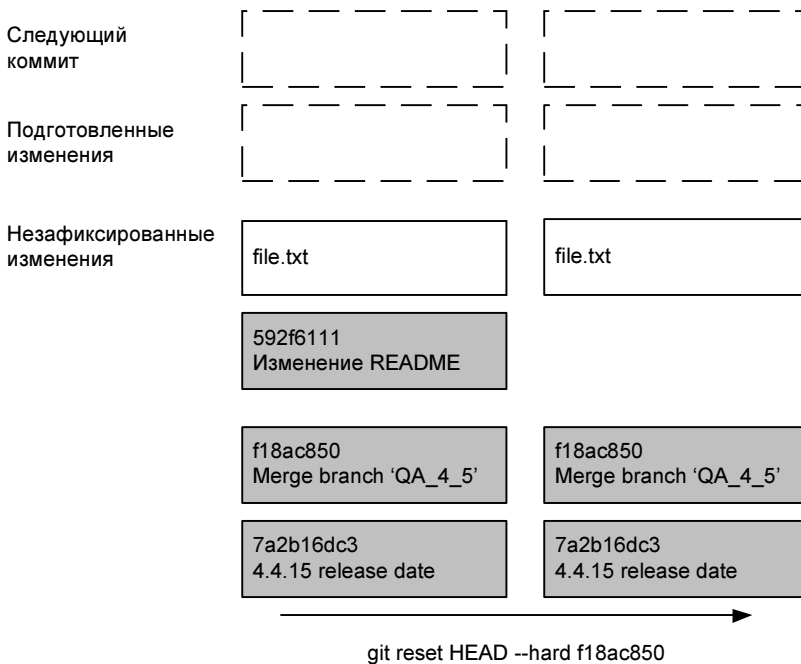 Следующий
коммит
Подготовленные
изменения
Незафиксированные
изменения
file.txt
file.txt
592f6111
Изменение README
f18ac850
Merge branch ‘QA_4_5’
f18ac850
Merge branch ‘QA_4_5’
7a2b16dc3
4.4.15 release date
7a2b16dc3
4.4.15 release date
git reset HEAD --hard f18ac850